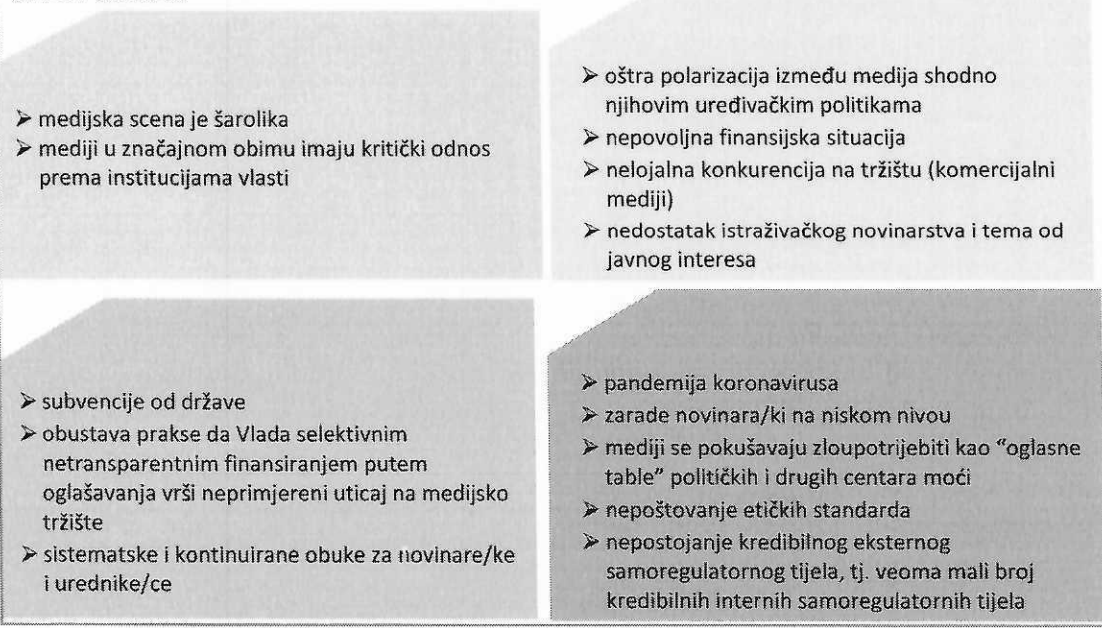 ➤ medijska scena je šarolika
➤ mediji u značajnom obimu imaju kritički odnos
prema institucijama vlasti
➤ oštra polarizacija između medija shodno
njihovim uređivačkim politikama
➤ nepovoljna finansijska situacija
➤ nelojalna konkurencija na tržištu (komercijalni
mediji)
➤ nedostatak istraživačkog novinarstva i tema od
javnog interesa
➤ subvencije od države
➤ obustava prakse da Vlada selektivnim
netransparentnim finansiranjem putem
oglašavanja vrši neprimjereni uticaj na medijsko
tržište
➤ sistematske i kontinuirane obuke za novinare/ke
i urednike/ce
➤ pandemija koronavirusa
➤ zarade novinara/ki na niskom nivou
➤ mediji se pokušavaju zloupotrijebiti kao “oglasne
table” političkih i drugih centara moći
➤ nepoštovanje etičkih standarda
➤ nepostojanje kredibilnog eksternog
samoregulatornog tijela, tj. veoma mali broj
kredibilnih internih samoregulatornih tijela